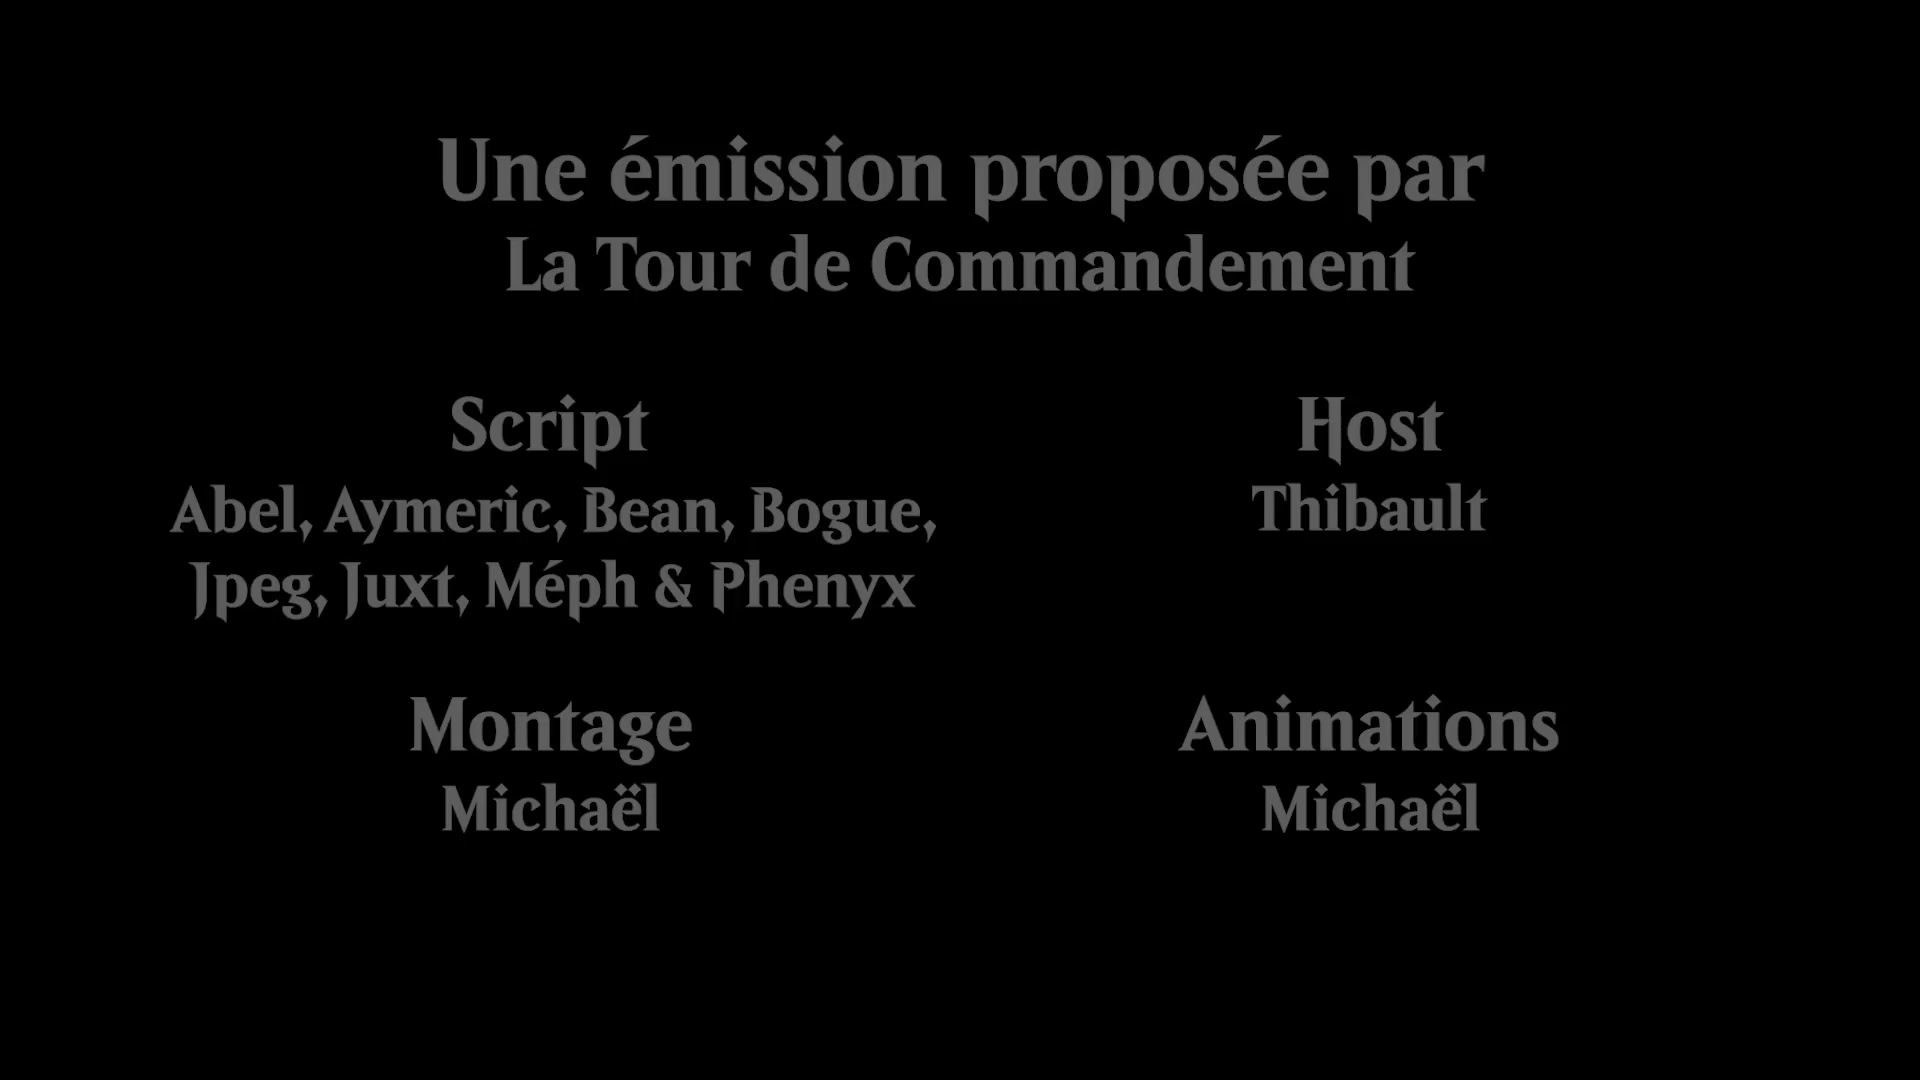 Une émission proposée par
La Tour de Commandement
Script
Abel, Aymeric, Bean, Bogue,
Jpeg, Juxt, Méph & Phenyx
Host
Thibault
Montage
Michaël
Animations
Michaël